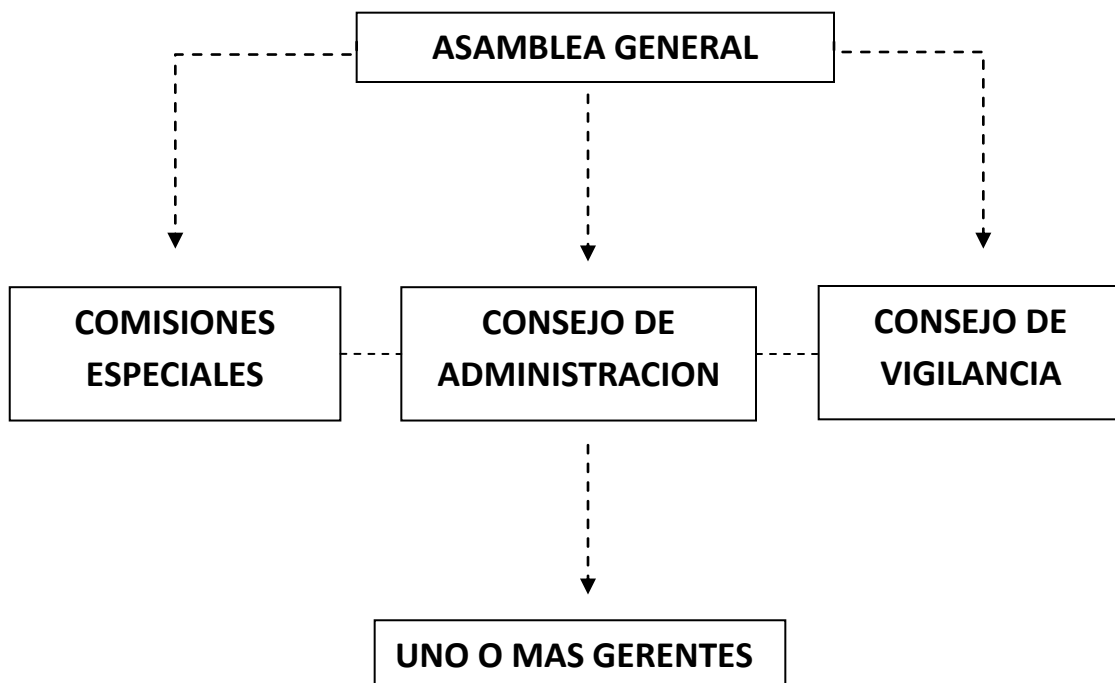 ASAMBLEA GENERAL
COMISIONES
ESPECIALES
CONSEJO DE
ADMINISTRACION
CONSEJO DE
VIGILANCIA
UNO O MAS GERENTES